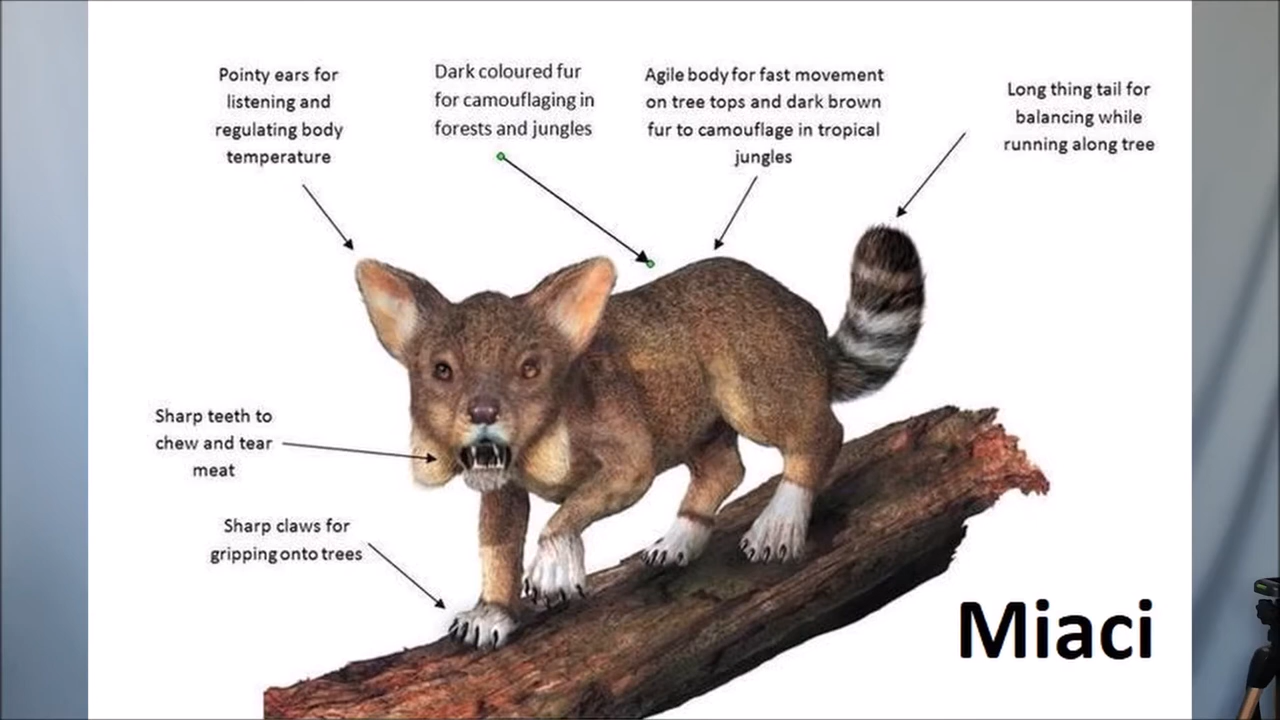 Pointy ears for
listening and
regulating body
temperature
Dark coloured fur
for camouflaging in
forests and jungles
Agile body for fast movement
on tree tops and dark brown
fur to camouflage in tropical
jungles
Long thing tail for
balancing while
running along tree
Sharp teeth to
chew and tear
meat
Sharp claws for
gripping onto trees
Miaci